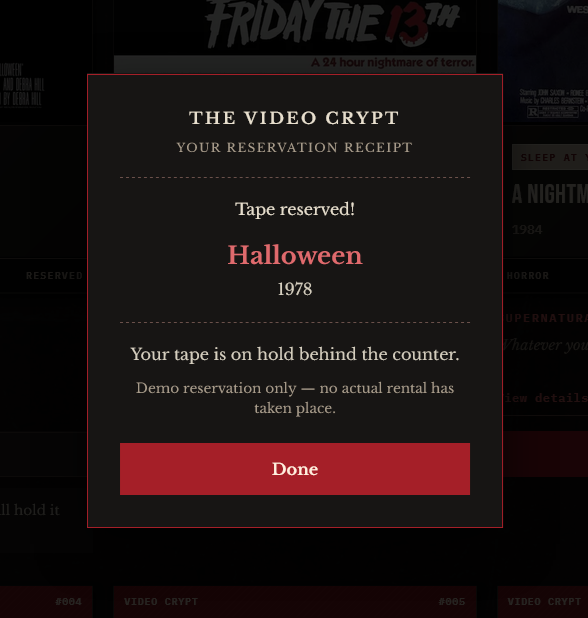 FRIDAY THE 13TH
WES
A 24 hour nightmare of terror.
THE VIDEO CRYPT
YOUR RESERVATION RECEIPT
SLEEP AT Y
Tape reserved!
A NIGHTM
1984
Halloween
RESERVED
HORROR
1978
UPERNATURA
Whatever you
Your tape is on hold behind the counter.
Demo reservation only — no actual rental has
taken place.
iew details
Done
ll hold it
#004
VIDEO CRYPT
#005
VIDEO CRYPT